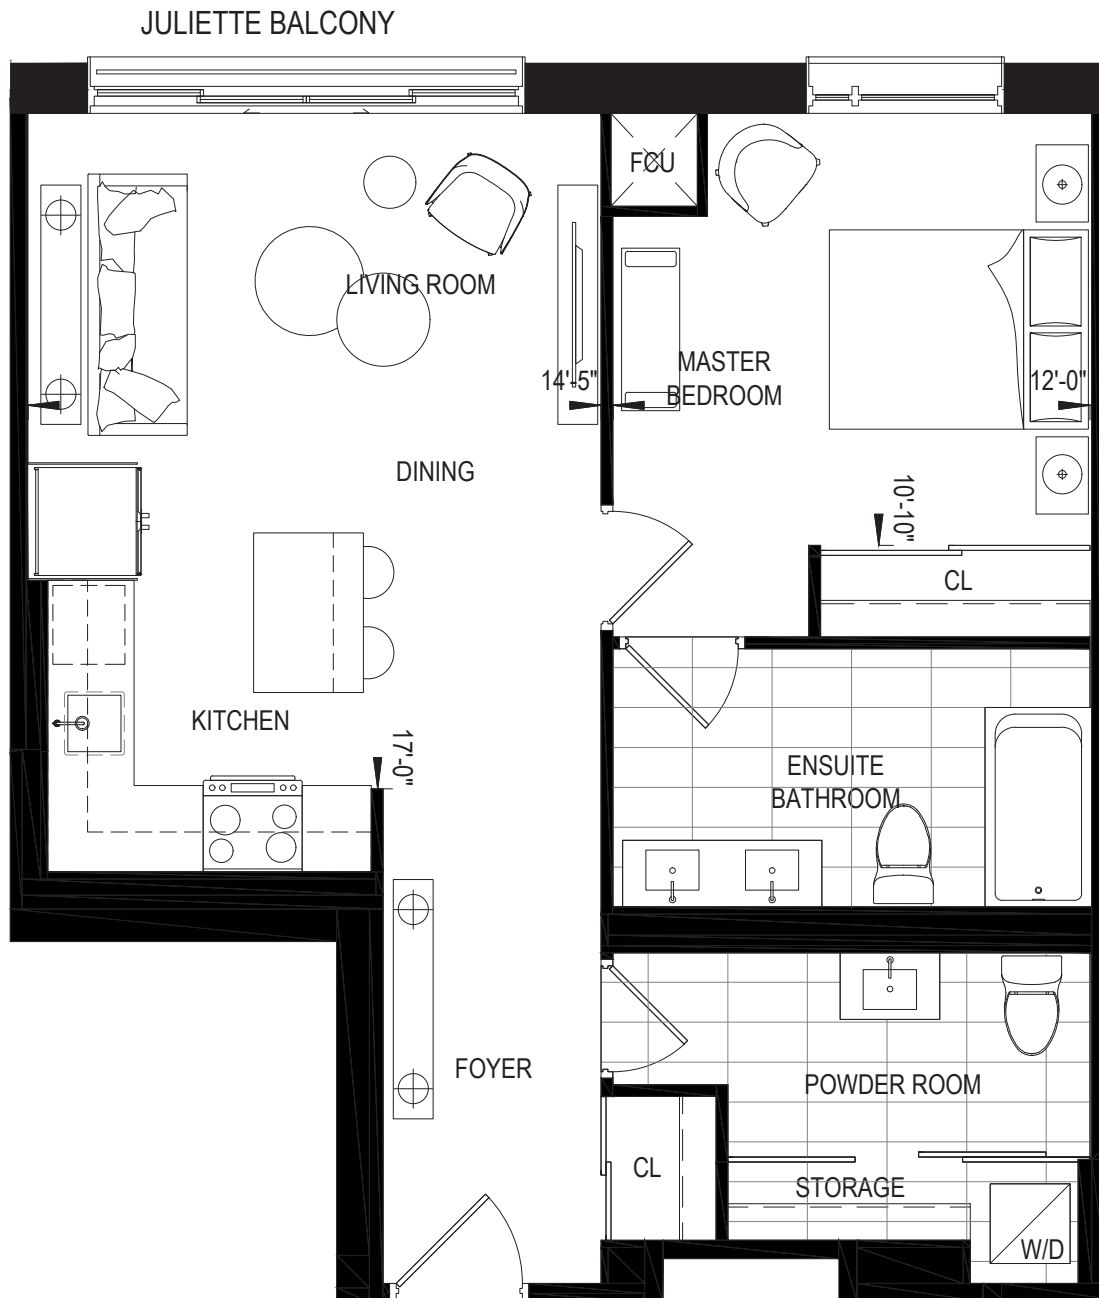 JULIETTE BALCONY
FCU
LIVING ROOM
MASTER
BEDROOM
14'-5"
12'-0"
DINING
10'-10"
CL
KITCHEN
17'-0"
ENSUITE
BATHROOM
FOYER
POWDER ROOM
CL
STORAGE
W/D